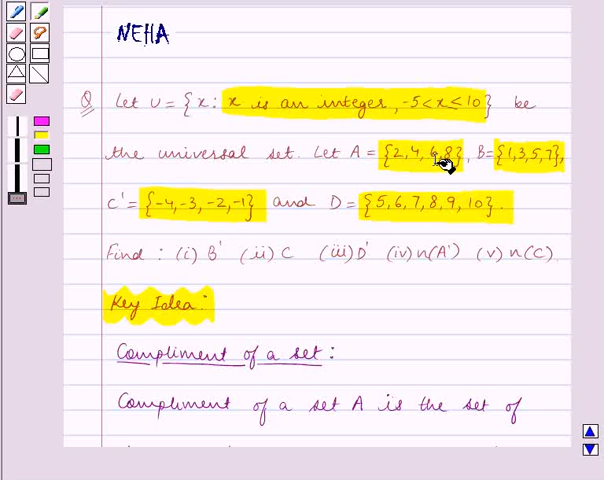 NEHA
Q Let U = {x : x is an integer, -5 < x ≤ 10} be
the universal set. Let A = {2, 4, 6, 8}, B = {1, 3, 5, 7},
C' = {-4, -3, -2, -1} and D = {5, 6, 7, 8, 9, 10}.
Find : (i) B' (ii) C (iii) D' (iv) n(A') (v) n(C)
Key Idea :
Compliment of a set :
Compliment of a set A is the set of